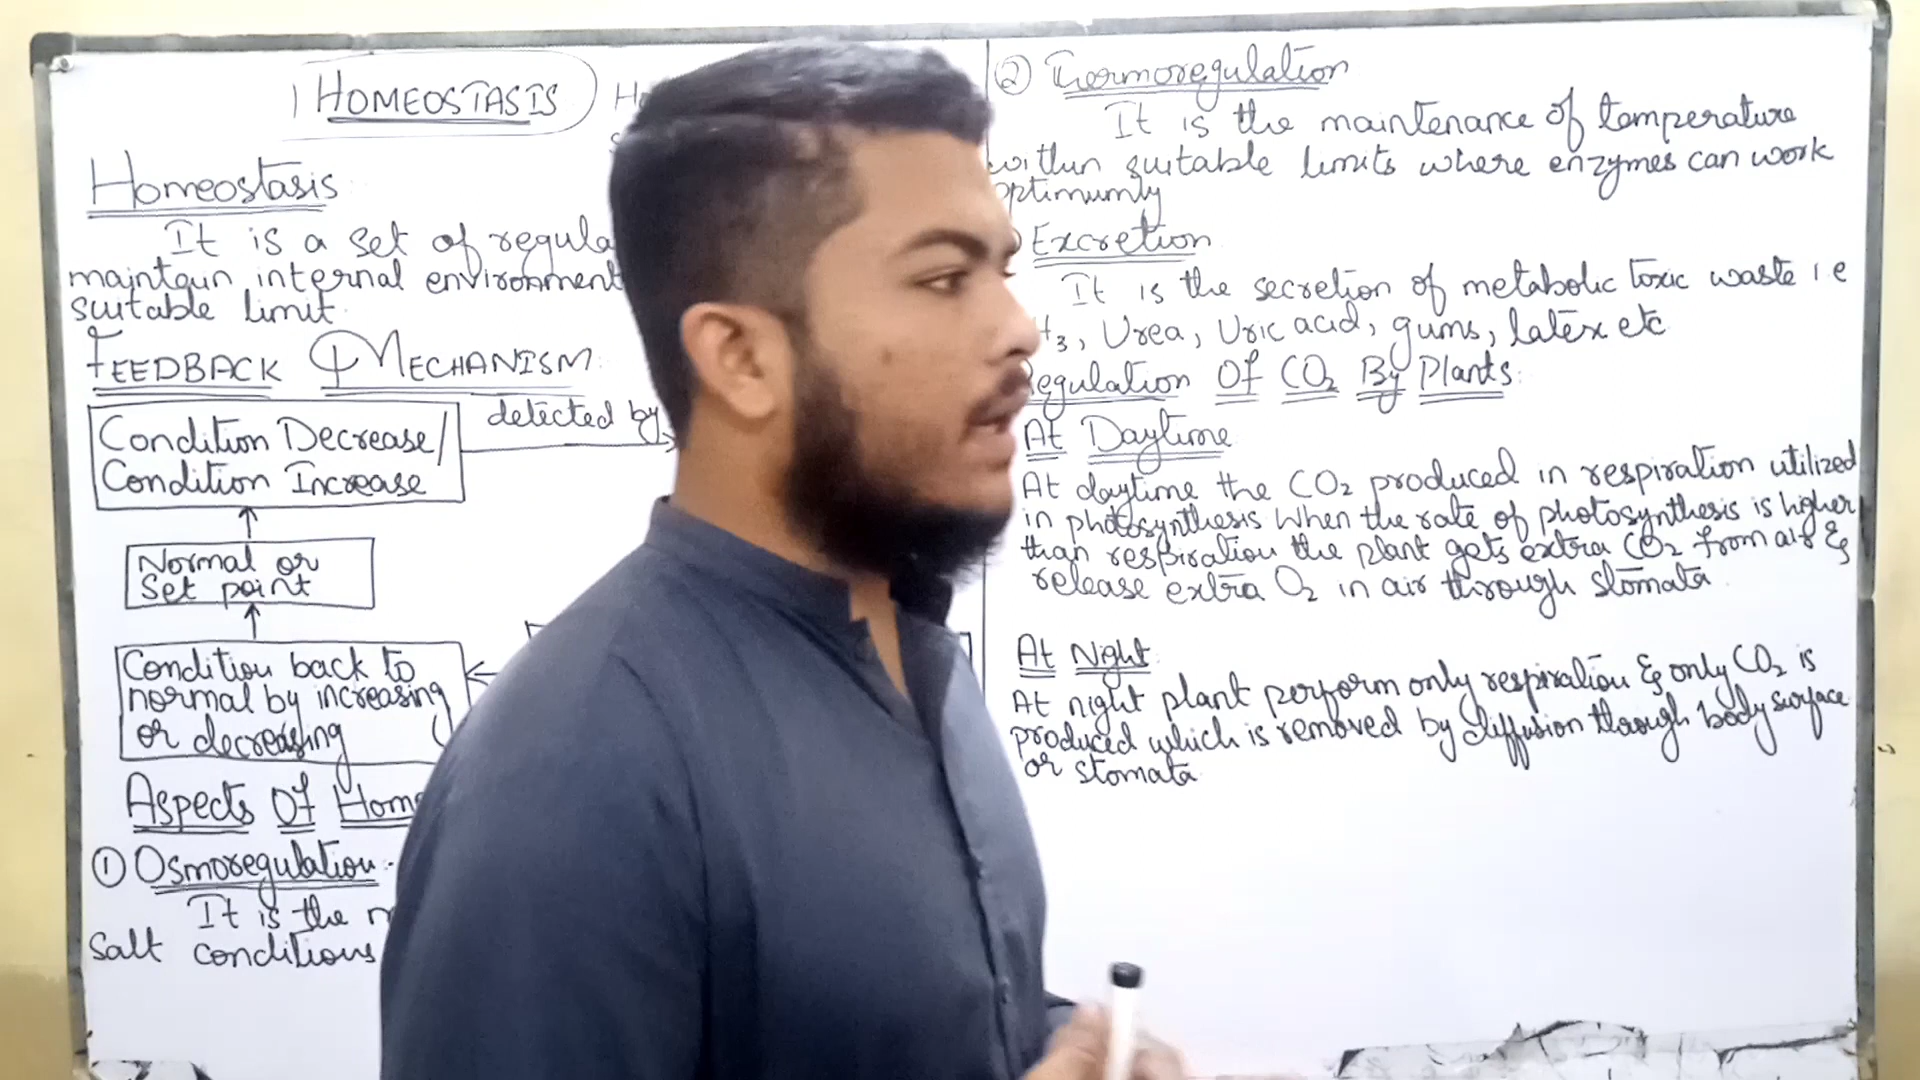 HOMEOSTASIS
Homeostasis
It is a set of
maintain internal environment
suitable limit.
FEEDBACK MECHANISM
detected by
Condition Decrease/
Condition Increase
Normal or
Set point
Condition back to
normal by increasing
or decreasing
Aspects Of
① Osmoregulation
It is the
Salt conditions
② Thermoregulation
It is the maintenance of temperature
within suitable limits where enzymes can work
optimumly
Excretion
It is the secretion of metabolic toxic waste i.e
Urea, Uric acid, gums, latex etc
Regulation Of CO₂ By Plants
At Daytime
At daytime the CO₂ produced in respiration utilized
in photosynthesis when the rate of photosynthesis is higher
than respiration the plant gets extra CO₂ from air &
release extra O₂ in air through stomata.
At Night
At night plant perform only respiration & only CO₂ is
produced which is removed by diffusion through body surface
or stomata